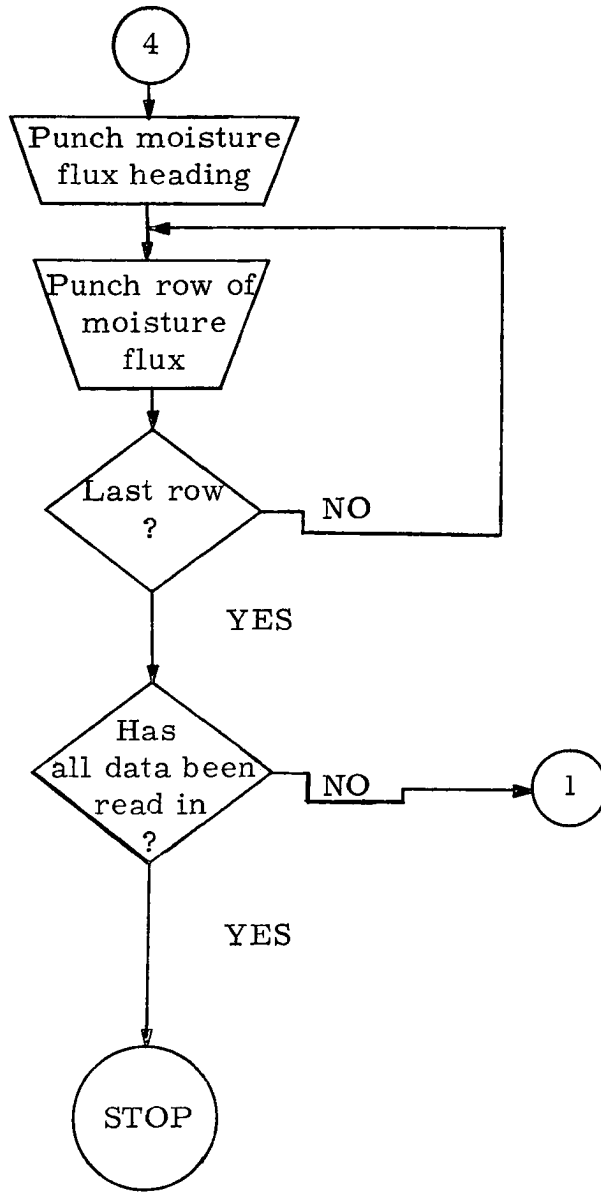 4
Punch moisture
flux heading
Punch row of
moisture
flux
Last row
?
NO
YES
Has
all data been
read in
?
NO
1
YES
STOP